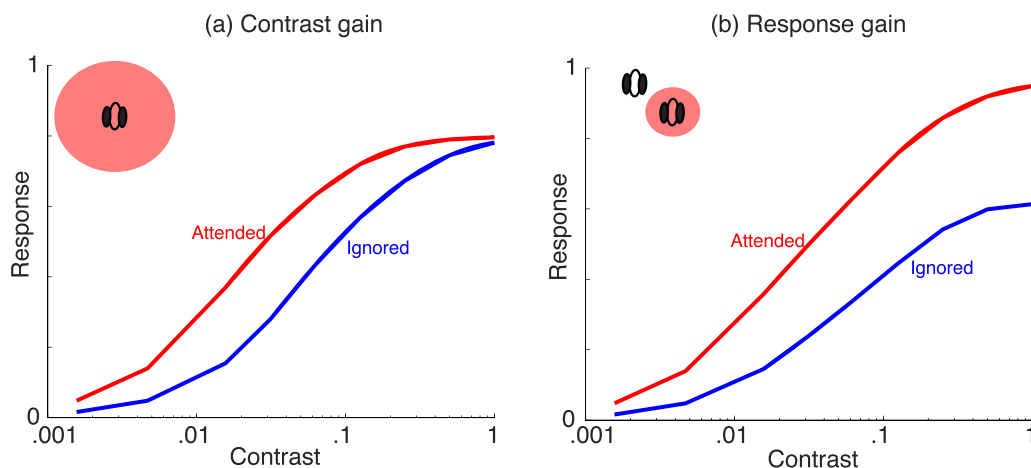 (a) Contrast gain
1
Response
Attended
Ignored
0
.001
.01
.1
1
Contrast
(b) Response gain
1
Response
Attended
Ignored
0
.001
.01
.1
1
Contrast